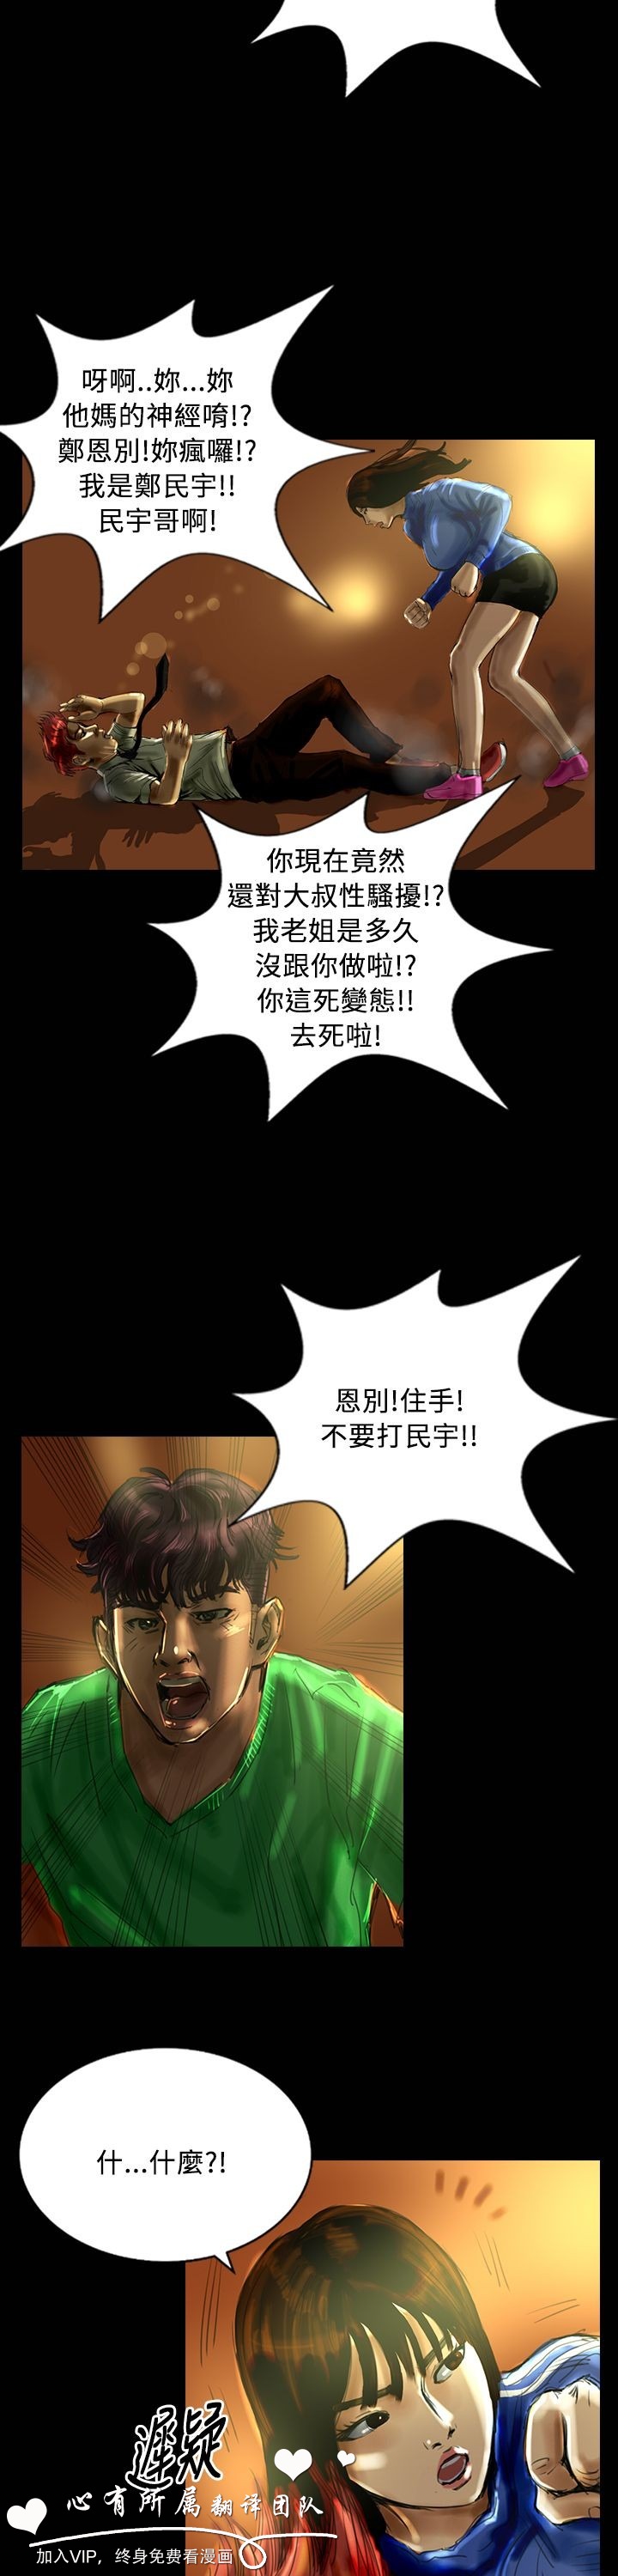 呀啊..妳...妳
他媽的神經唷!?
鄭恩別!妳瘋囉!?
我是鄭民宇!!
民宇哥啊!
你現在竟然
還對大叔性騷擾!?
我老姐是多久
沒跟你做啦!?
你這死變態!!
去死啦!
恩別!住手!
不要打民宇!!
什...什麼?!
遲疑
心有所属翻译团队
加入VIP，终身免费看漫画